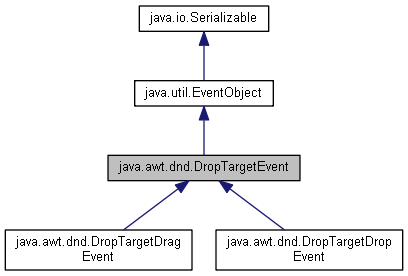 java.io.Serializable
java.util.EventObject
java.awt.dnd.DropTargetEvent
java.awt.dnd.DropTargetDrag
Event
java.awt.dnd.DropTargetDrop
Event